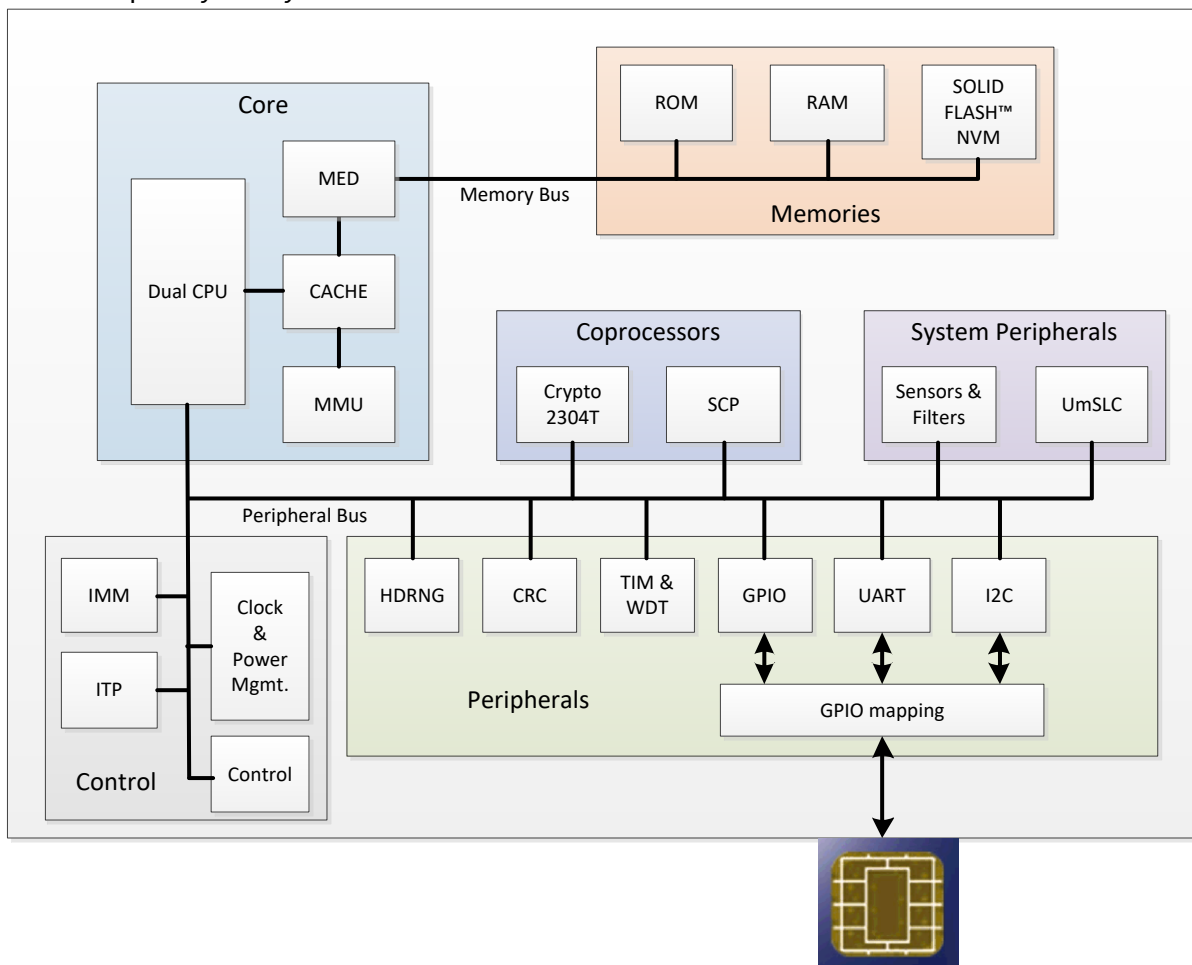 Core
MED
Dual CPU
CACHE
MMU
Memory Bus
ROM
RAM
SOLID
FLASH™
NVM
Memories
Coprocessors
Crypto
2304T
SCP
System Peripherals
Sensors &
Filters
UmSLC
Peripheral Bus
IMM
ITP
Clock
&
Power
Mgmt.
Control
Control
HDRNG
CRC
TIM &
WDT
GPIO
UART
I2C
Peripherals
GPIO mapping